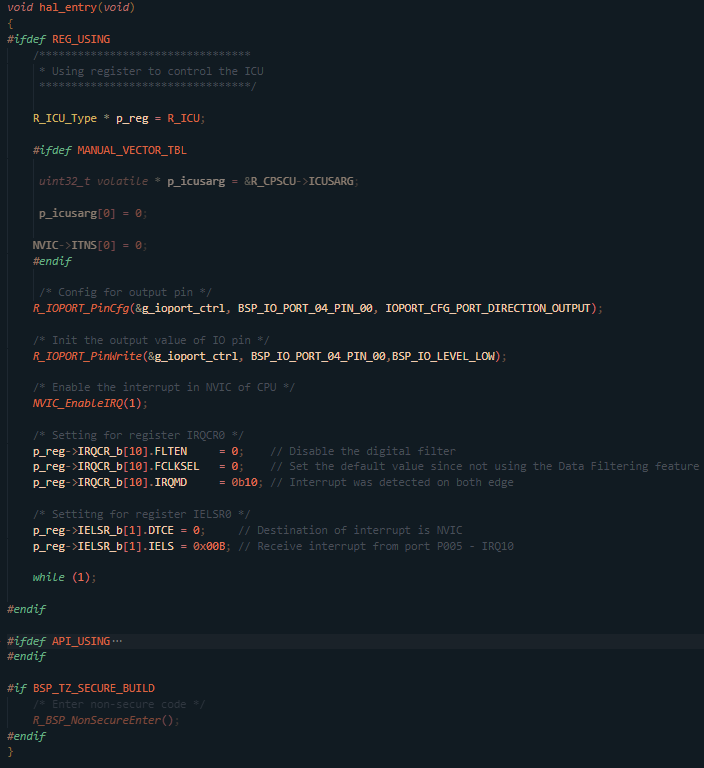 void hal_entry(void)
{
#ifdef REG_USING
/*********************************
* Using register to control the ICU
*********************************/
R_ICU_Type * p_reg = R_ICU;
#ifdef MANUAL_VECTOR_TBL
uint32_t volatile * p_icusarg = &R_CPSCU->ICUSARG;
p_icusarg[0] = 0;
NVIC->ITNS[0] = 0;
#endif
/* Config for output pin */
R_IOPORT_PinCfg(&g_ioport_ctrl, BSP_IO_PORT_04_PIN_00, IOPORT_CFG_PORT_DIRECTION_OUTPUT);
/* Init the output value of IO pin */
R_IOPORT_PinWrite(&g_ioport_ctrl, BSP_IO_PORT_04_PIN_00,BSP_IO_LEVEL_LOW);
/* Enable the interrupt in NVIC of CPU */
NVIC_EnableIRQ(1);
/* Setting for register IRQCR0 */
p_reg->IRQCR_b[10].FLTEN     = 0;    // Disable the digital filter
p_reg->IRQCR_b[10].FCLKSEL   = 0;    // Set the default value since not using the Data Filtering feature
p_reg->IRQCR_b[10].IRQMD     = 0b10; // Interrupt was detected on both edge
/* Settitng for register IELSR0 */
p_reg->IELSR_b[1].DTCE = 0;     // Destination of interrupt is NVIC
p_reg->IELSR_b[1].IELS = 0x00B; // Receive interrupt from port P005 - IRQ10
while (1);
#endif
#ifdef API_USING···
#endif
#if BSP_TZ_SECURE_BUILD
/* Enter non-secure code */
R_BSP_NonSecureEnter();
#endif
}